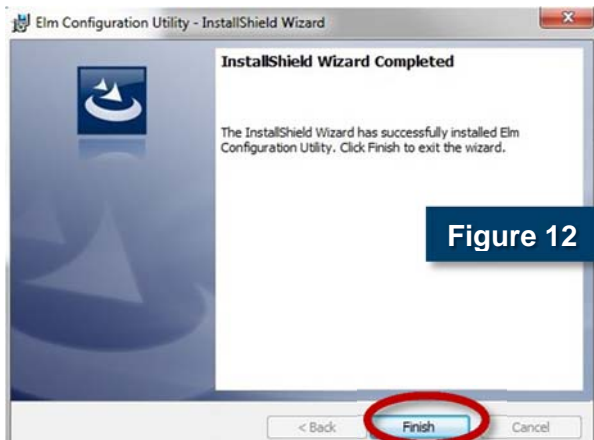 Elm Configuration Utility - InstallShield Wizard
InstallShield Wizard Completed
The InstallShield Wizard has successfully installed Elm
Configuration Utility. Click Finish to exit the wizard.
Figure 12
< Back
Finish
Cancel